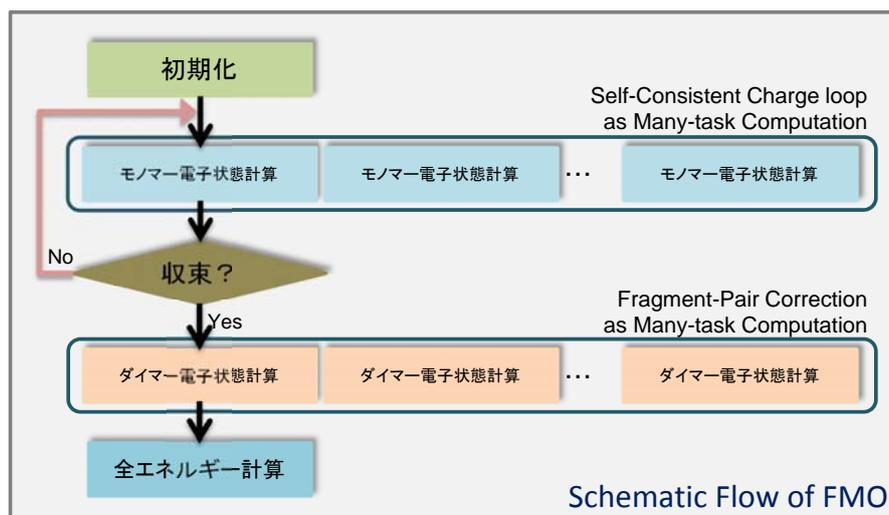 初期化
Self-Consistent Charge loop
as Many-task Computation
モノマー電子状態計算 モノマー電子状態計算 ... モノマー電子状態計算
No
収束？
Yes
Fragment-Pair Correction
as Many-task Computation
ダイマー電子状態計算 ダイマー電子状態計算 ... ダイマー電子状態計算
全エネルギー計算
Schematic Flow of FMO